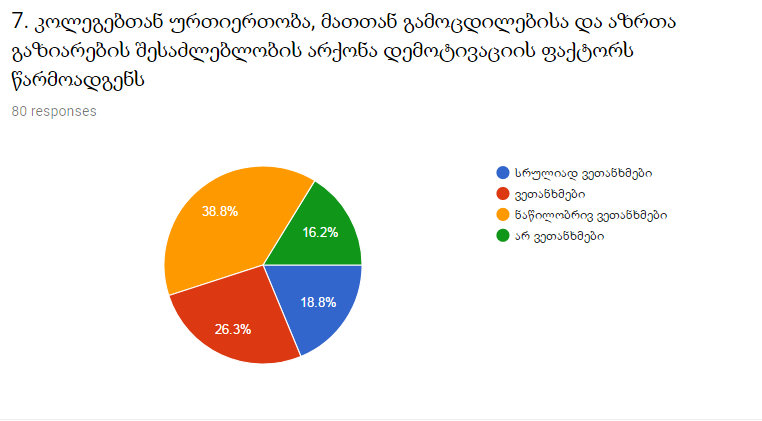 7. კოლეგებთან ურთიერთობა, მათთან გამოცდილებისა და აზრთა
გაზიარების შესაძლებლობის არქონა დემოტივაციის ფაქტორს
წარმოადგენს
80 responses
სრულიად ვეთანხმები
ვეთანხმები
ნაწილობრივ ვეთანხმები
არ ვეთანხმები
38.8%
16.2%
18.8%
26.3%